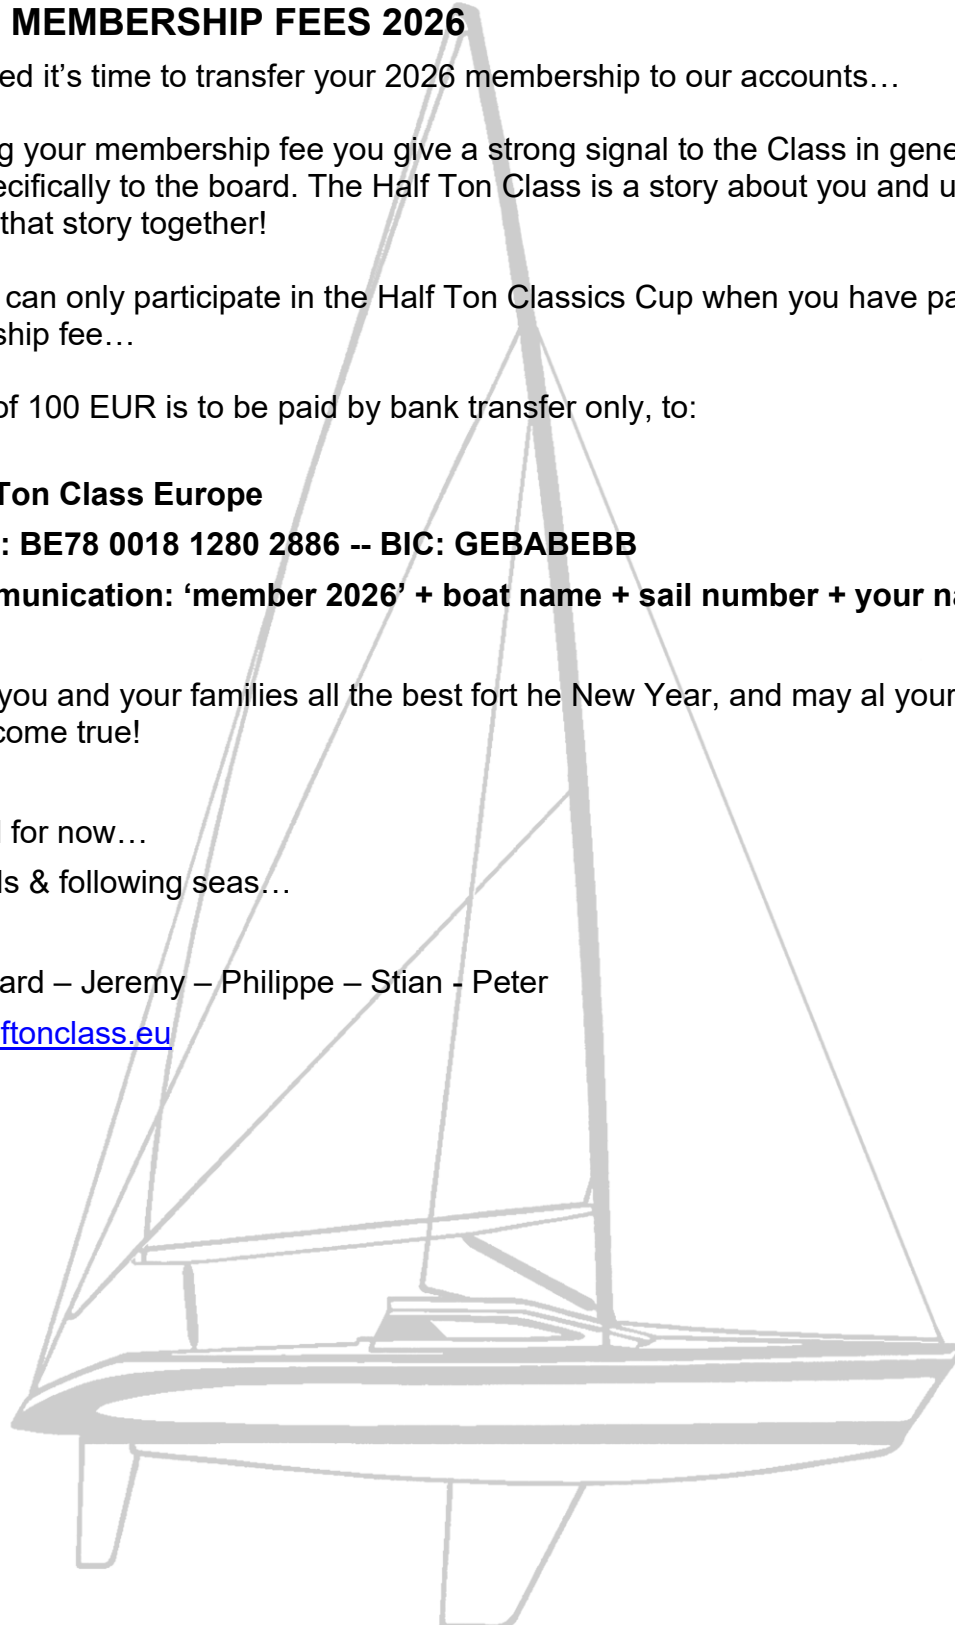 MEMBERSHIP FEES 2026
ed it’s time to transfer your 2026 membership to our accounts…
g your membership fee you give a strong signal to the Class in gene
ecifically to the board. The Half Ton Class is a story about you and u
that story together!
can only participate in the Half Ton Classics Cup when you have pa
ship fee…
of 100 EUR is to be paid by bank transfer only, to:
Ton Class Europe
: BE78 0018 1280 2886 -- BIC: GEBABEBB
munication: ‘member 2026’ + boat name + sail number + your na
you and your families all the best fort he New Year, and may al your
come true!
l for now…
ds & following seas…
ard – Jeremy – Philippe – Stian - Peter
ftonclass.eu